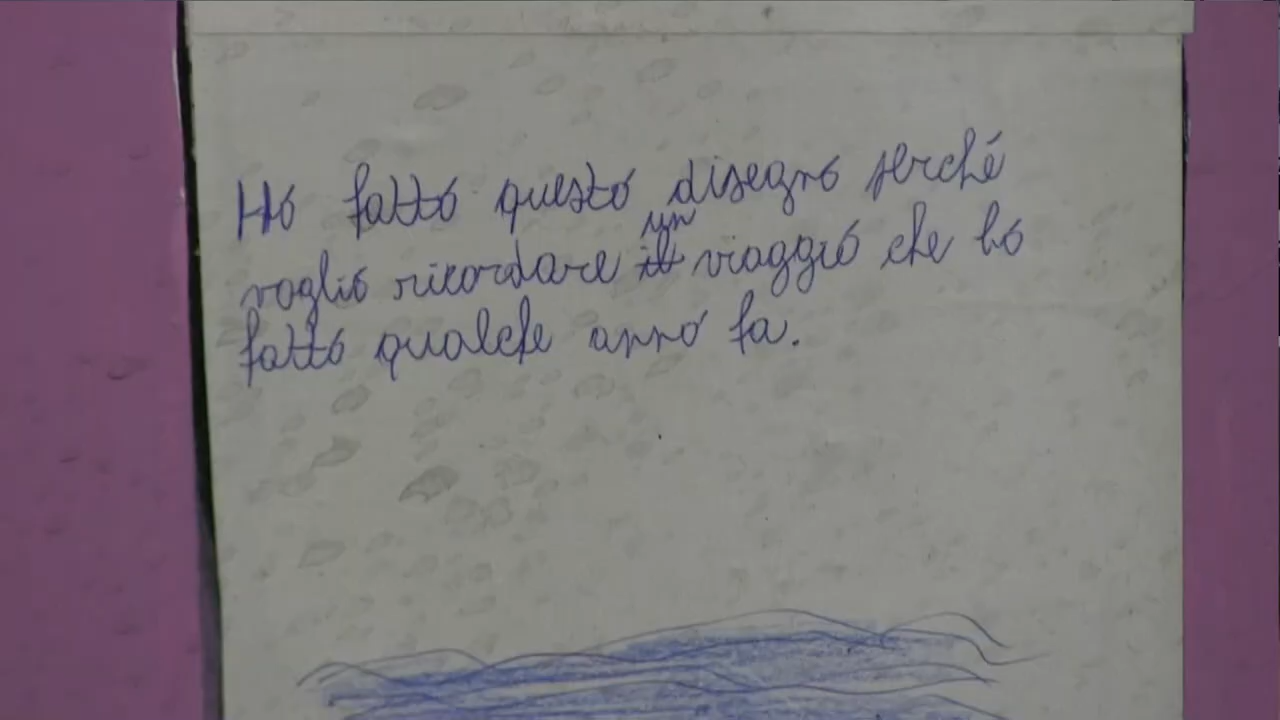 Ho fatto questo disegno perché
voglio ricordare un viaggio che ho
fatto qualche anno fa.